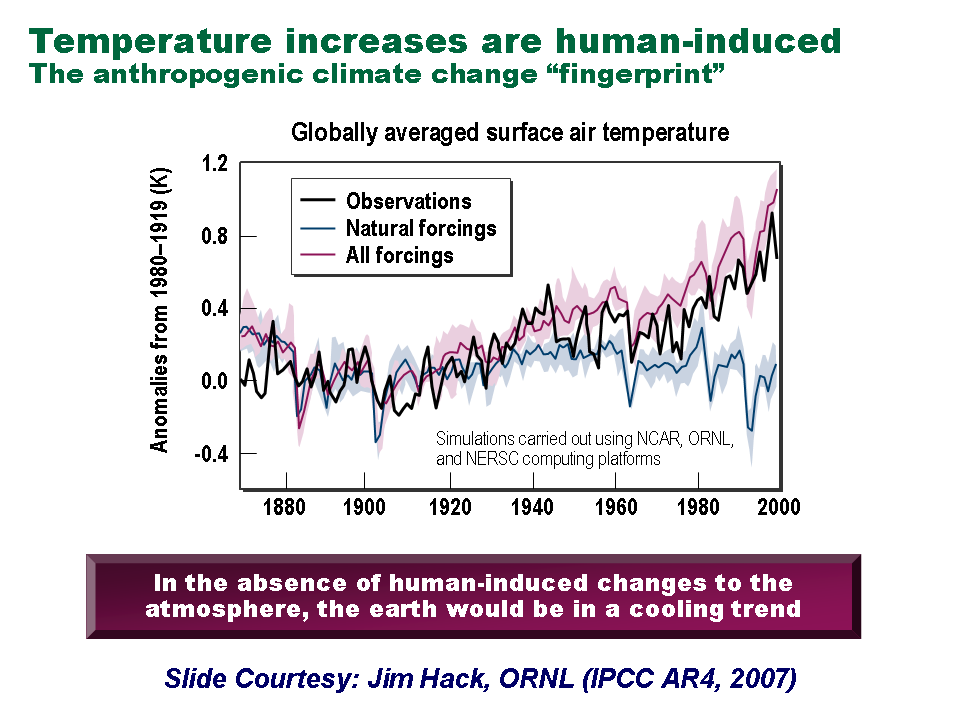 Temperature increases are human-induced
The anthropogenic climate change “fingerprint”
Globally averaged surface air temperature
Anomalies from 1980–1919 (K)
1.2
0.8
0.4
0.0
-0.4
Observations
Natural forcings
All forcings
Simulations carried out using NCAR, ORNL,
and NERSC computing platforms
1880 1900 1920 1940 1960 1980 2000
In the absence of human-induced changes to the
atmosphere, the earth would be in a cooling trend
Slide Courtesy: Jim Hack, ORNL (IPCC AR4, 2007)